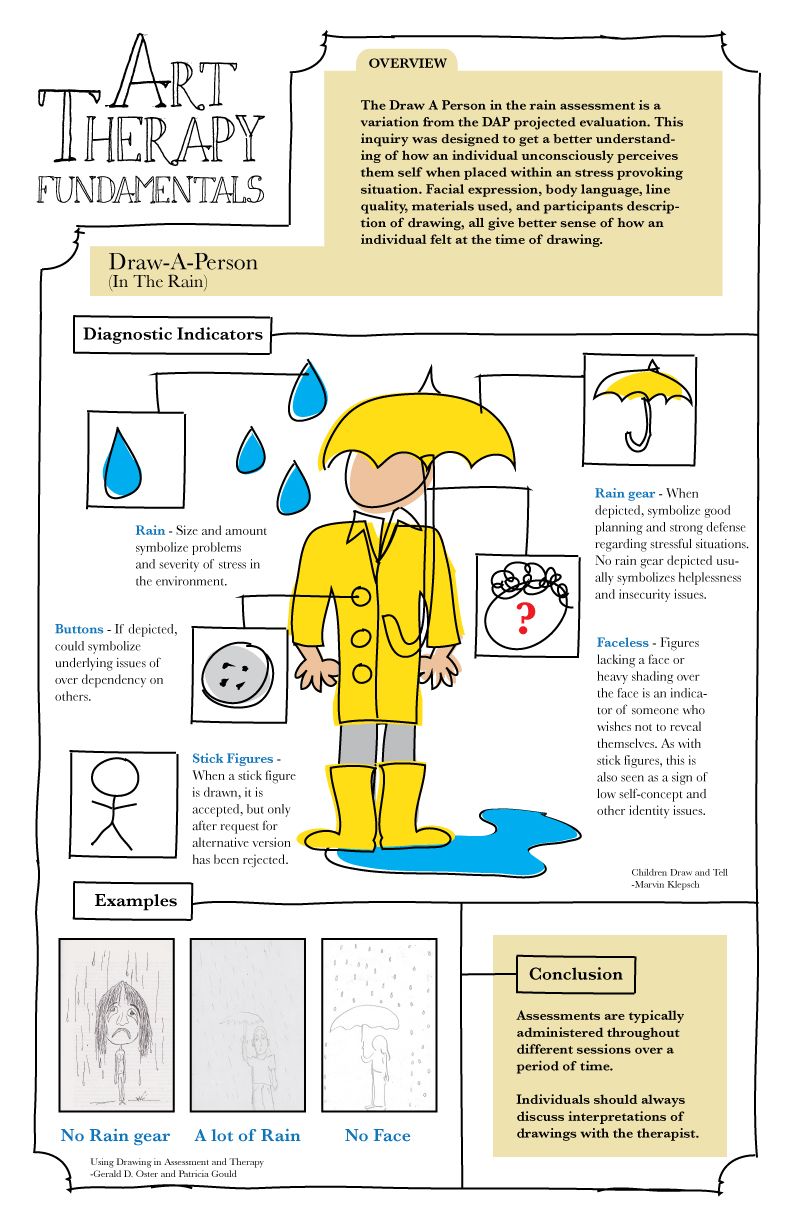 ART
THERAPY
FUNDAMENTALS
OVERVIEW
The Draw A Person in the rain assessment is a
variation from the DAP projected evaluation. This
inquiry was designed to get a better understand-
ing of how an individual unconsciously perceives
them self when placed within an stress provoking
situation. Facial expression, body language, line
quality, materials used, and participants descrip-
tion of drawing, all give better sense of how an
individual felt at the time of drawing.
Draw-A-Person
(In The Rain)
Diagnostic Indicators
Rain - Size and amount
symbolize problems
and severity of stress in
the environment.
Rain gear - When
depicted, symbolize good
planning and strong defense
regarding stressful situations.
No rain gear depicted usu-
ally symbolizes helplessness
and insecurity issues.
?
Buttons - If depicted,
could symbolize
underlying issues of
over dependency on
others.
Faceless - Figures
lacking a face or
heavy shading over
the face is an indica-
tor of someone who
wishes not to reveal
themselves. As with
stick figures, this is
also seen as a sign of
low self-concept and
other identity issues.
Stick Figures -
When a stick figure
is drawn, it is
accepted, but only
after request for
alternative version
has been rejected.
Children Draw and Tell
-Marvin Klepsch
Examples
No Rain gear
A lot of Rain
No Face
Using Drawing in Assessment and Therapy
-Gerald D. Oster and Patricia Gould
Conclusion
Assessments are typically
administered throughout
different sessions over a
period of time.
Individuals should always
discuss interpretations of
drawings with the therapist.